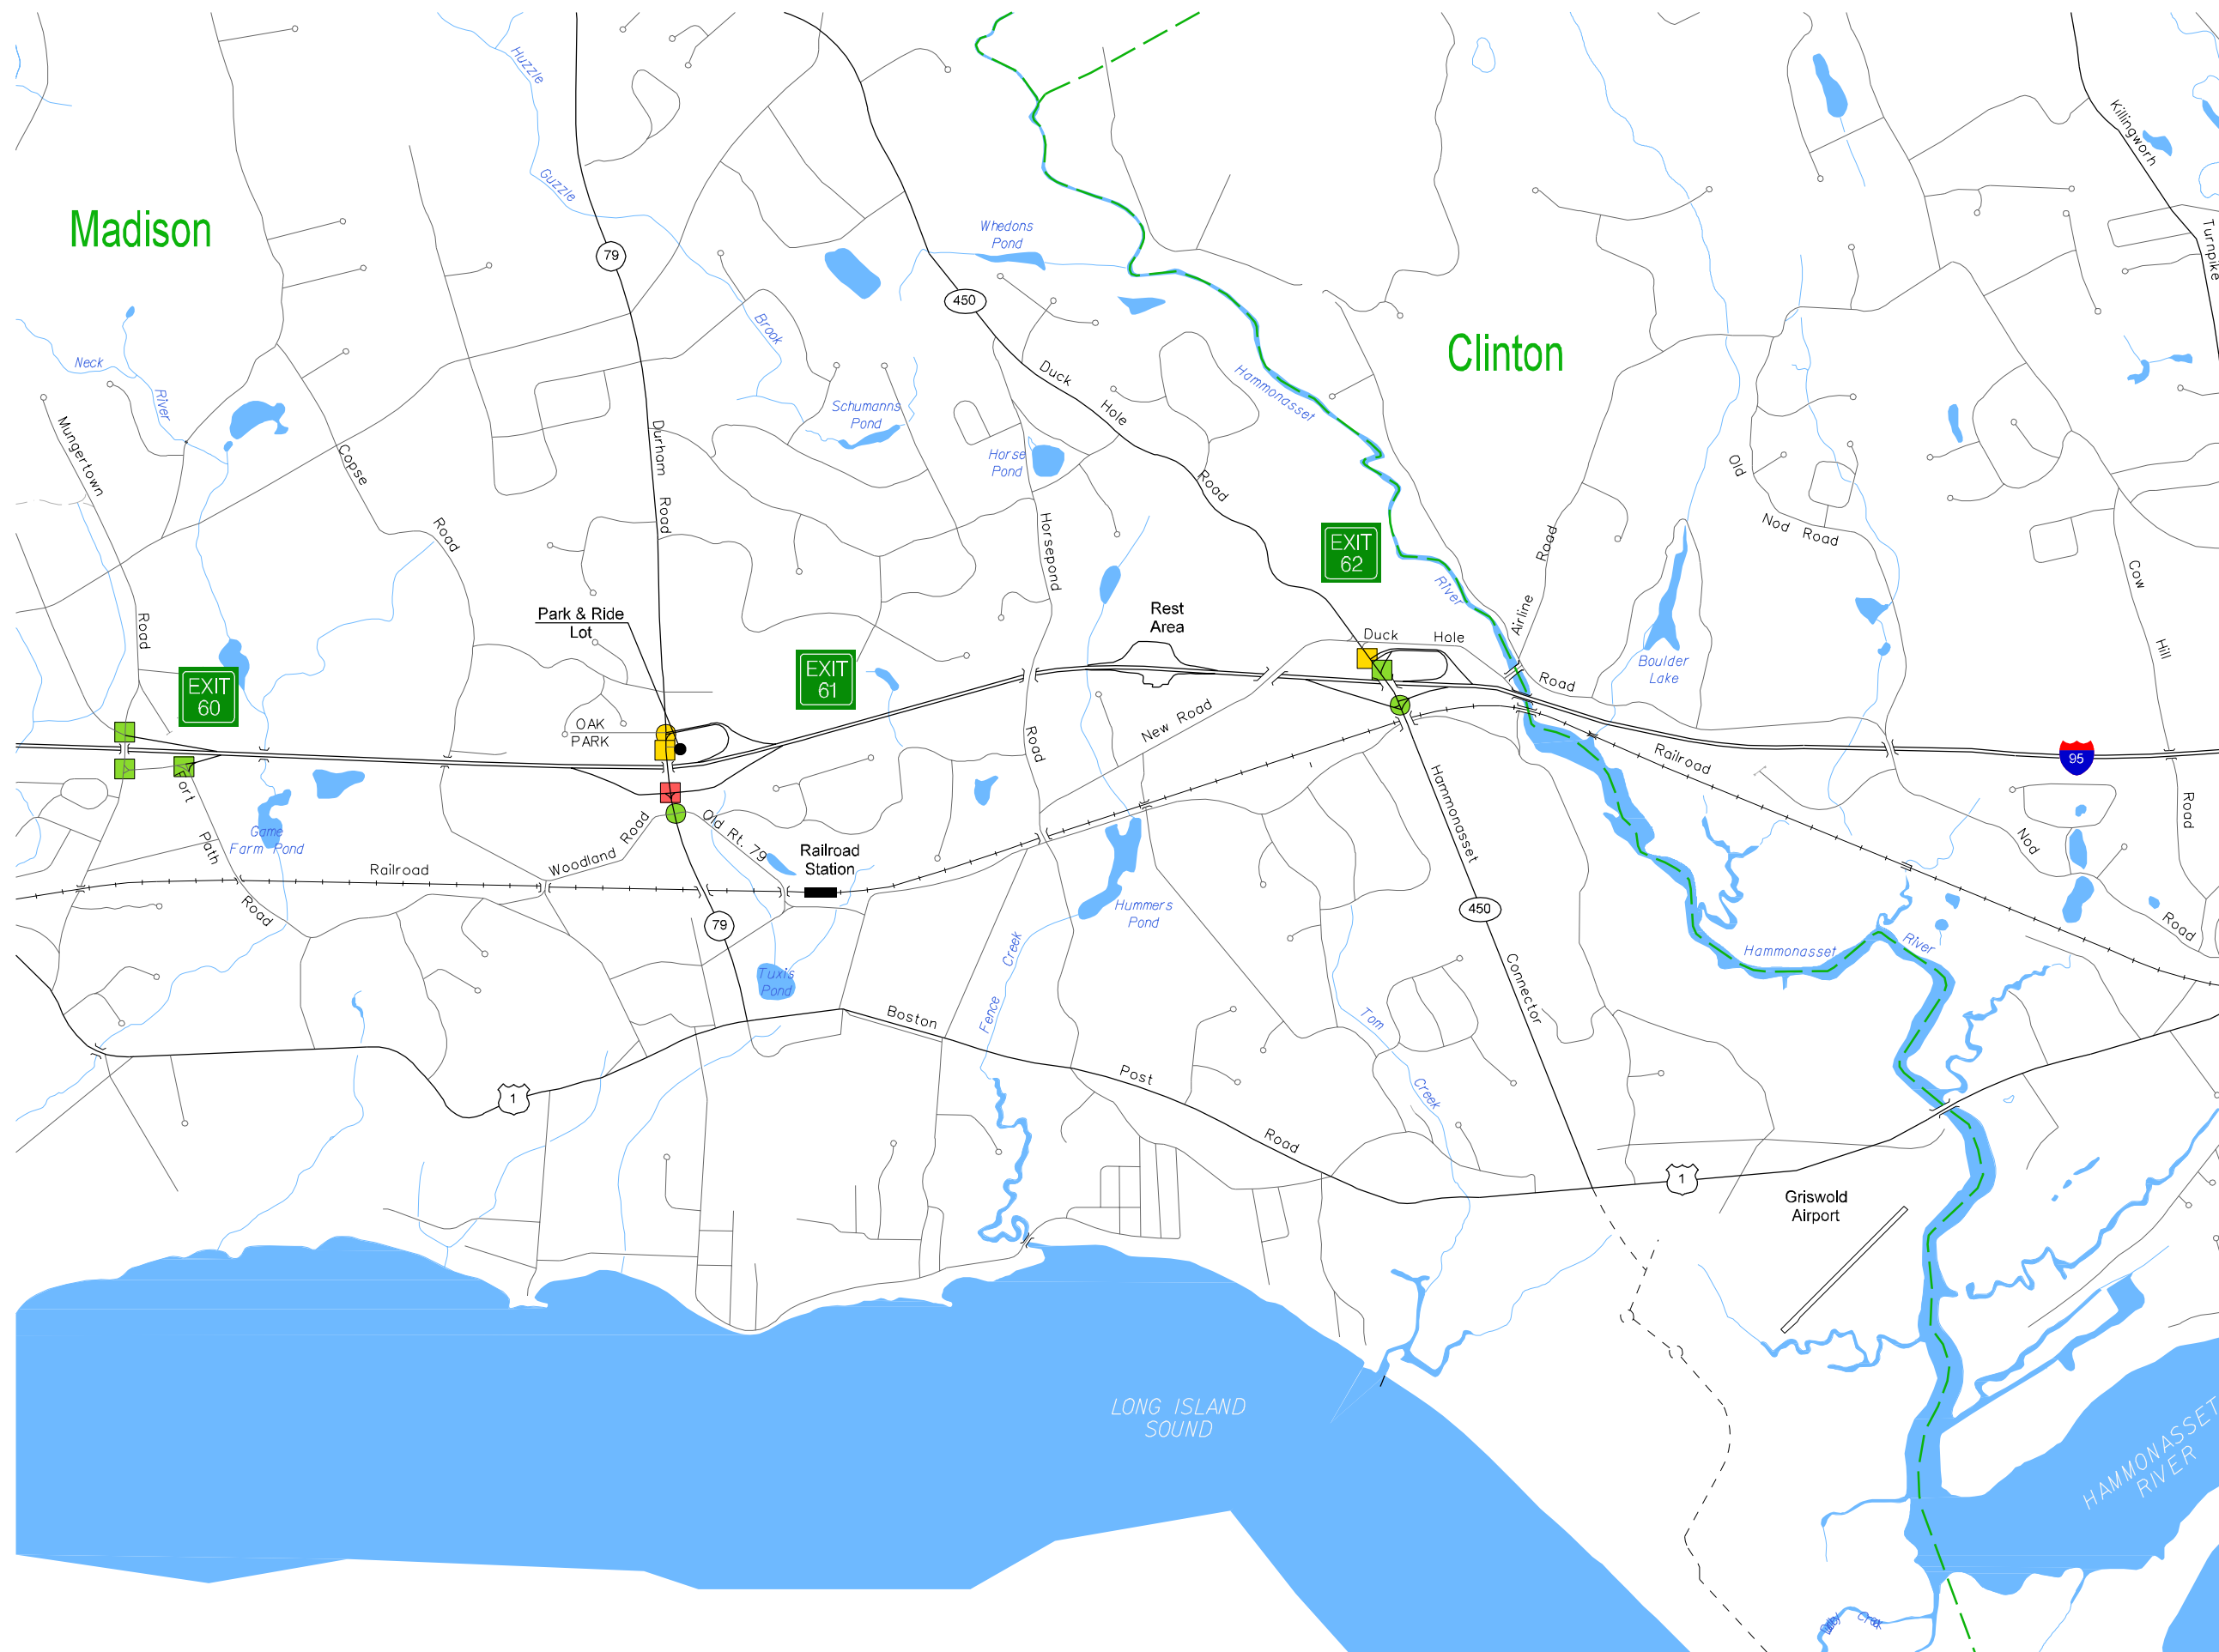 Huzzle
Guzzle
Brook
Killingworh
Turnpike
Madison
79
Whedons
Pond
450
Clinton
Neck
River
Mungertown
Road
Copse
Road
Durham
Road
Schumanns
Pond
Duck
Hole
Road
Horse
Pond
Hammonasset
River
Horsepond
Road
Old
Nod Road
Cow
Hill
Road
EXIT
62
EXIT
61
EXIT
60
Park & Ride
Lot
Rest
Area
Duck Hole
Road
Airline
Road
Boulder
Lake
OAK
PARK
New Road
Railroad
95
Fort
Path
Road
Game
Farm Pond
Railroad
Woodland Road
Old Rt. 79
Railroad
Station
Hammonasset
Connector
450
79
Hummers
Pond
Nod
Road
Hammonasset
River
Tuxis
Pond
Fence
Creek
Tom
Creek
Boston
Post
Road
1
1
Griswold
Airport
LONG ISLAND
SOUND
HAMMONASSET
RIVER